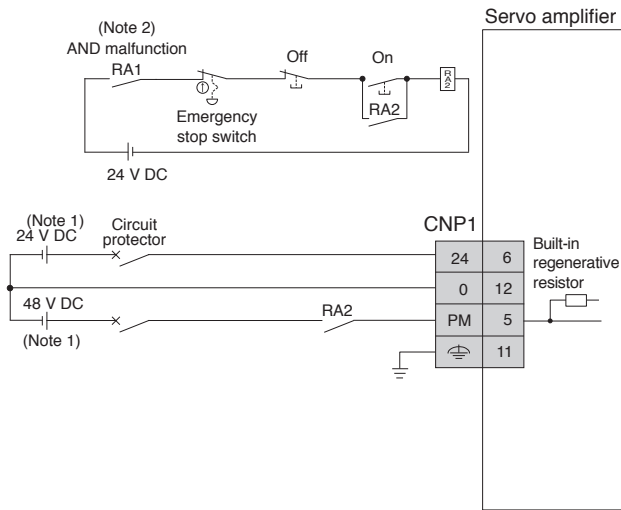 Servo amplifier
(Note 2)
AND malfunction
RA1
Off
On
RA2
RA2
Emergency
stop switch
24 V DC
(Note 1)
24 V DC
Circuit
protector
CNP1
24
6
0
12
PM
5
11
Built-in
regenerative
resistor
48 V DC
(Note 1)
RA2